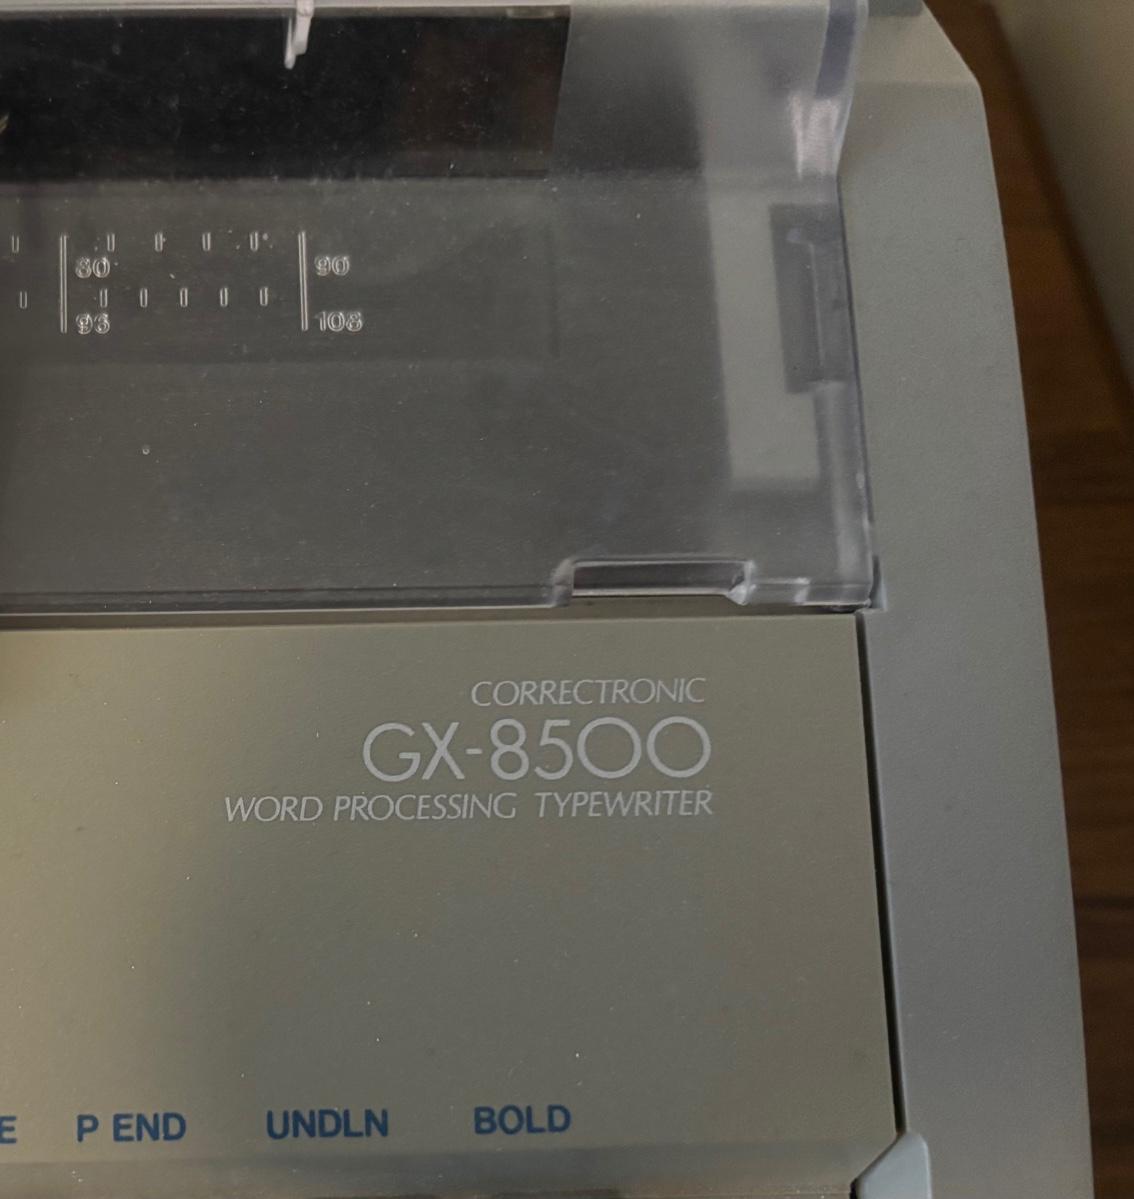 80 90
96 108
CORRECTRONIC
GX-8500
WORD PROCESSING TYPEWRITER
E P END UNDLN BOLD